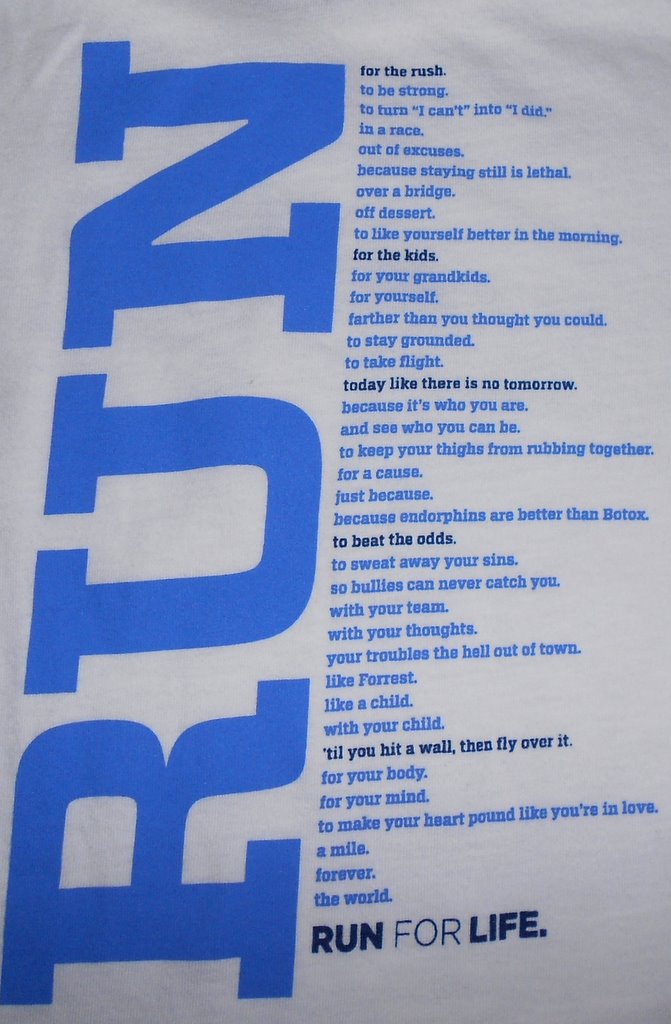 RUN
for the rush.
to be strong.
to turn “I can’t” into “I did.”
in a race.
out of excuses.
because staying still is lethal.
over a bridge.
off dessert.
to like yourself better in the morning.
for the kids.
for your grandkids.
for yourself.
farther than you thought you could.
to stay grounded.
to take flight.
today like there is no tomorrow.
because it’s who you are.
and see who you can be.
to keep your thighs from rubbing together.
for a cause.
just because.
because endorphins are better than Botox.
to beat the odds.
to sweat away your sins.
so bullies can never catch you.
with your team.
with your thoughts.
your troubles the hell out of town.
like Forrest.
like a child.
with your child.
’til you hit a wall, then fly over it.
for your body.
for your mind.
to make your heart pound like you’re in love.
a mile.
forever.
the world.
RUN FOR LIFE.